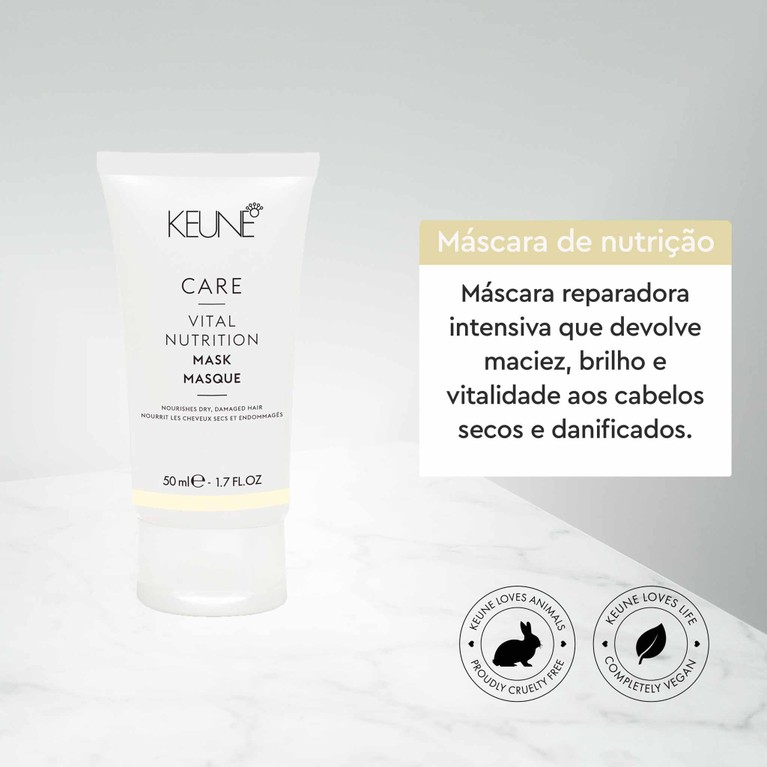 KEUNE
CARE
VITAL
NUTRITION
MASK
MASQUE
NOURISHES DRY, DAMAGED HAIR
NOURRIT LES CHEVEUX SECS ET ENDOMMAGÉS
50 ml ℮ - 1.7 FL.OZ
Máscara de nutrição
Máscara reparadora
intensiva que devolve
maciez, brilho e
vitalidade aos cabelos
secos e danificados.
KEUNE LOVES ANIMALS
PROUDLY CRUELTY FREE
KEUNE LOVES LIFE
COMPLETELY VEGAN